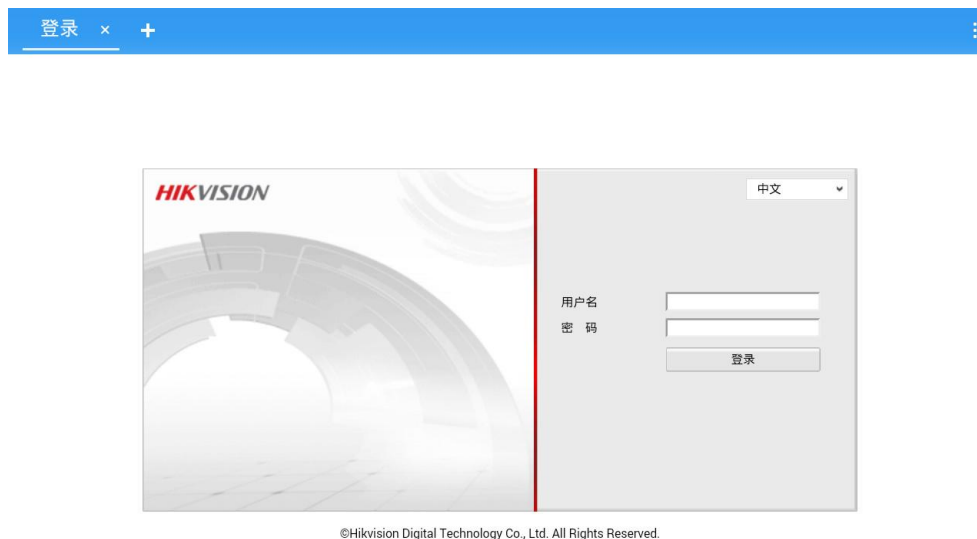 登录 × +
HIKVISION
中文
用户名
密 码
登录
©Hikvision Digital Technology Co., Ltd. All Rights Reserved.